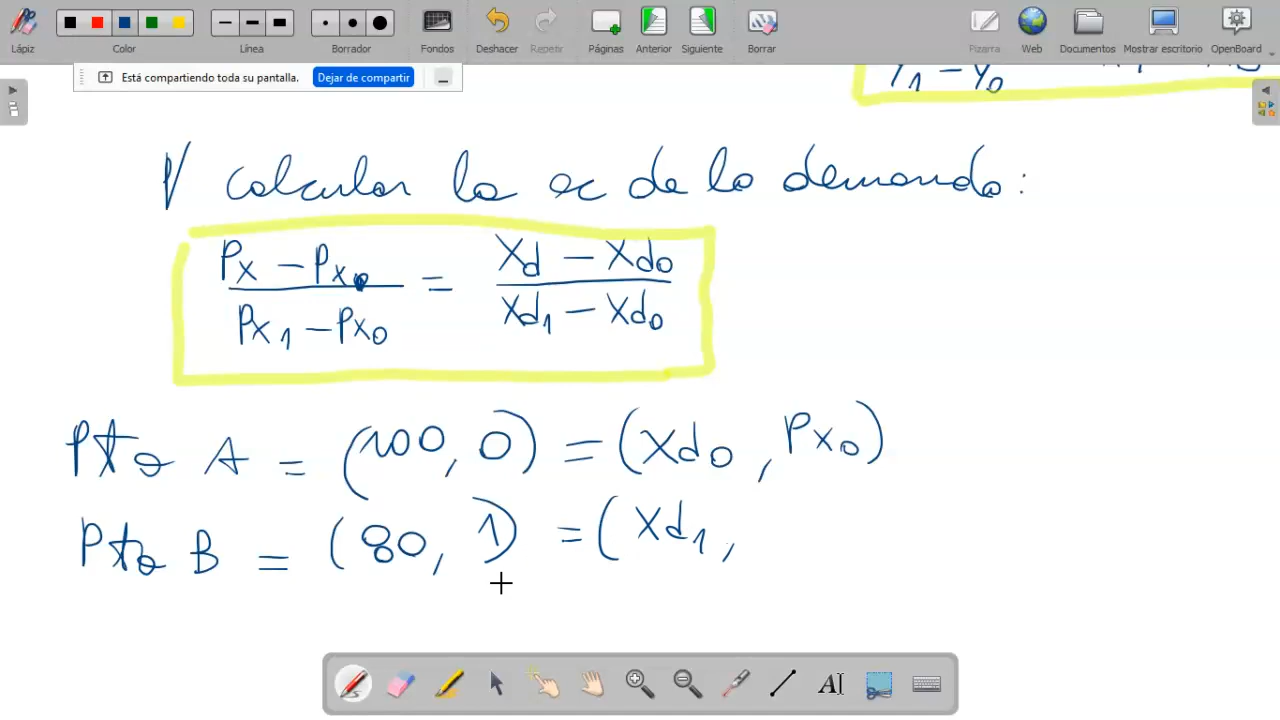 Lápiz Color Línea Borrador Fondos Deshacer Repetir Páginas Anterior Siguiente Borrar Pizarra Web Documentos Mostrar escritorio OpenBoard
Está compartiendo toda su pantalla. Dejar de compartir
Y1 - Y0
P/ calcular la ec de la demanda:
Px - Px0 = Xd - Xd0
Px1 - Px0 Xd1 - Xd0
Pto A = (100, 0) = (Xd0, Px0)
Pto B = (80, 1) = (Xd1,